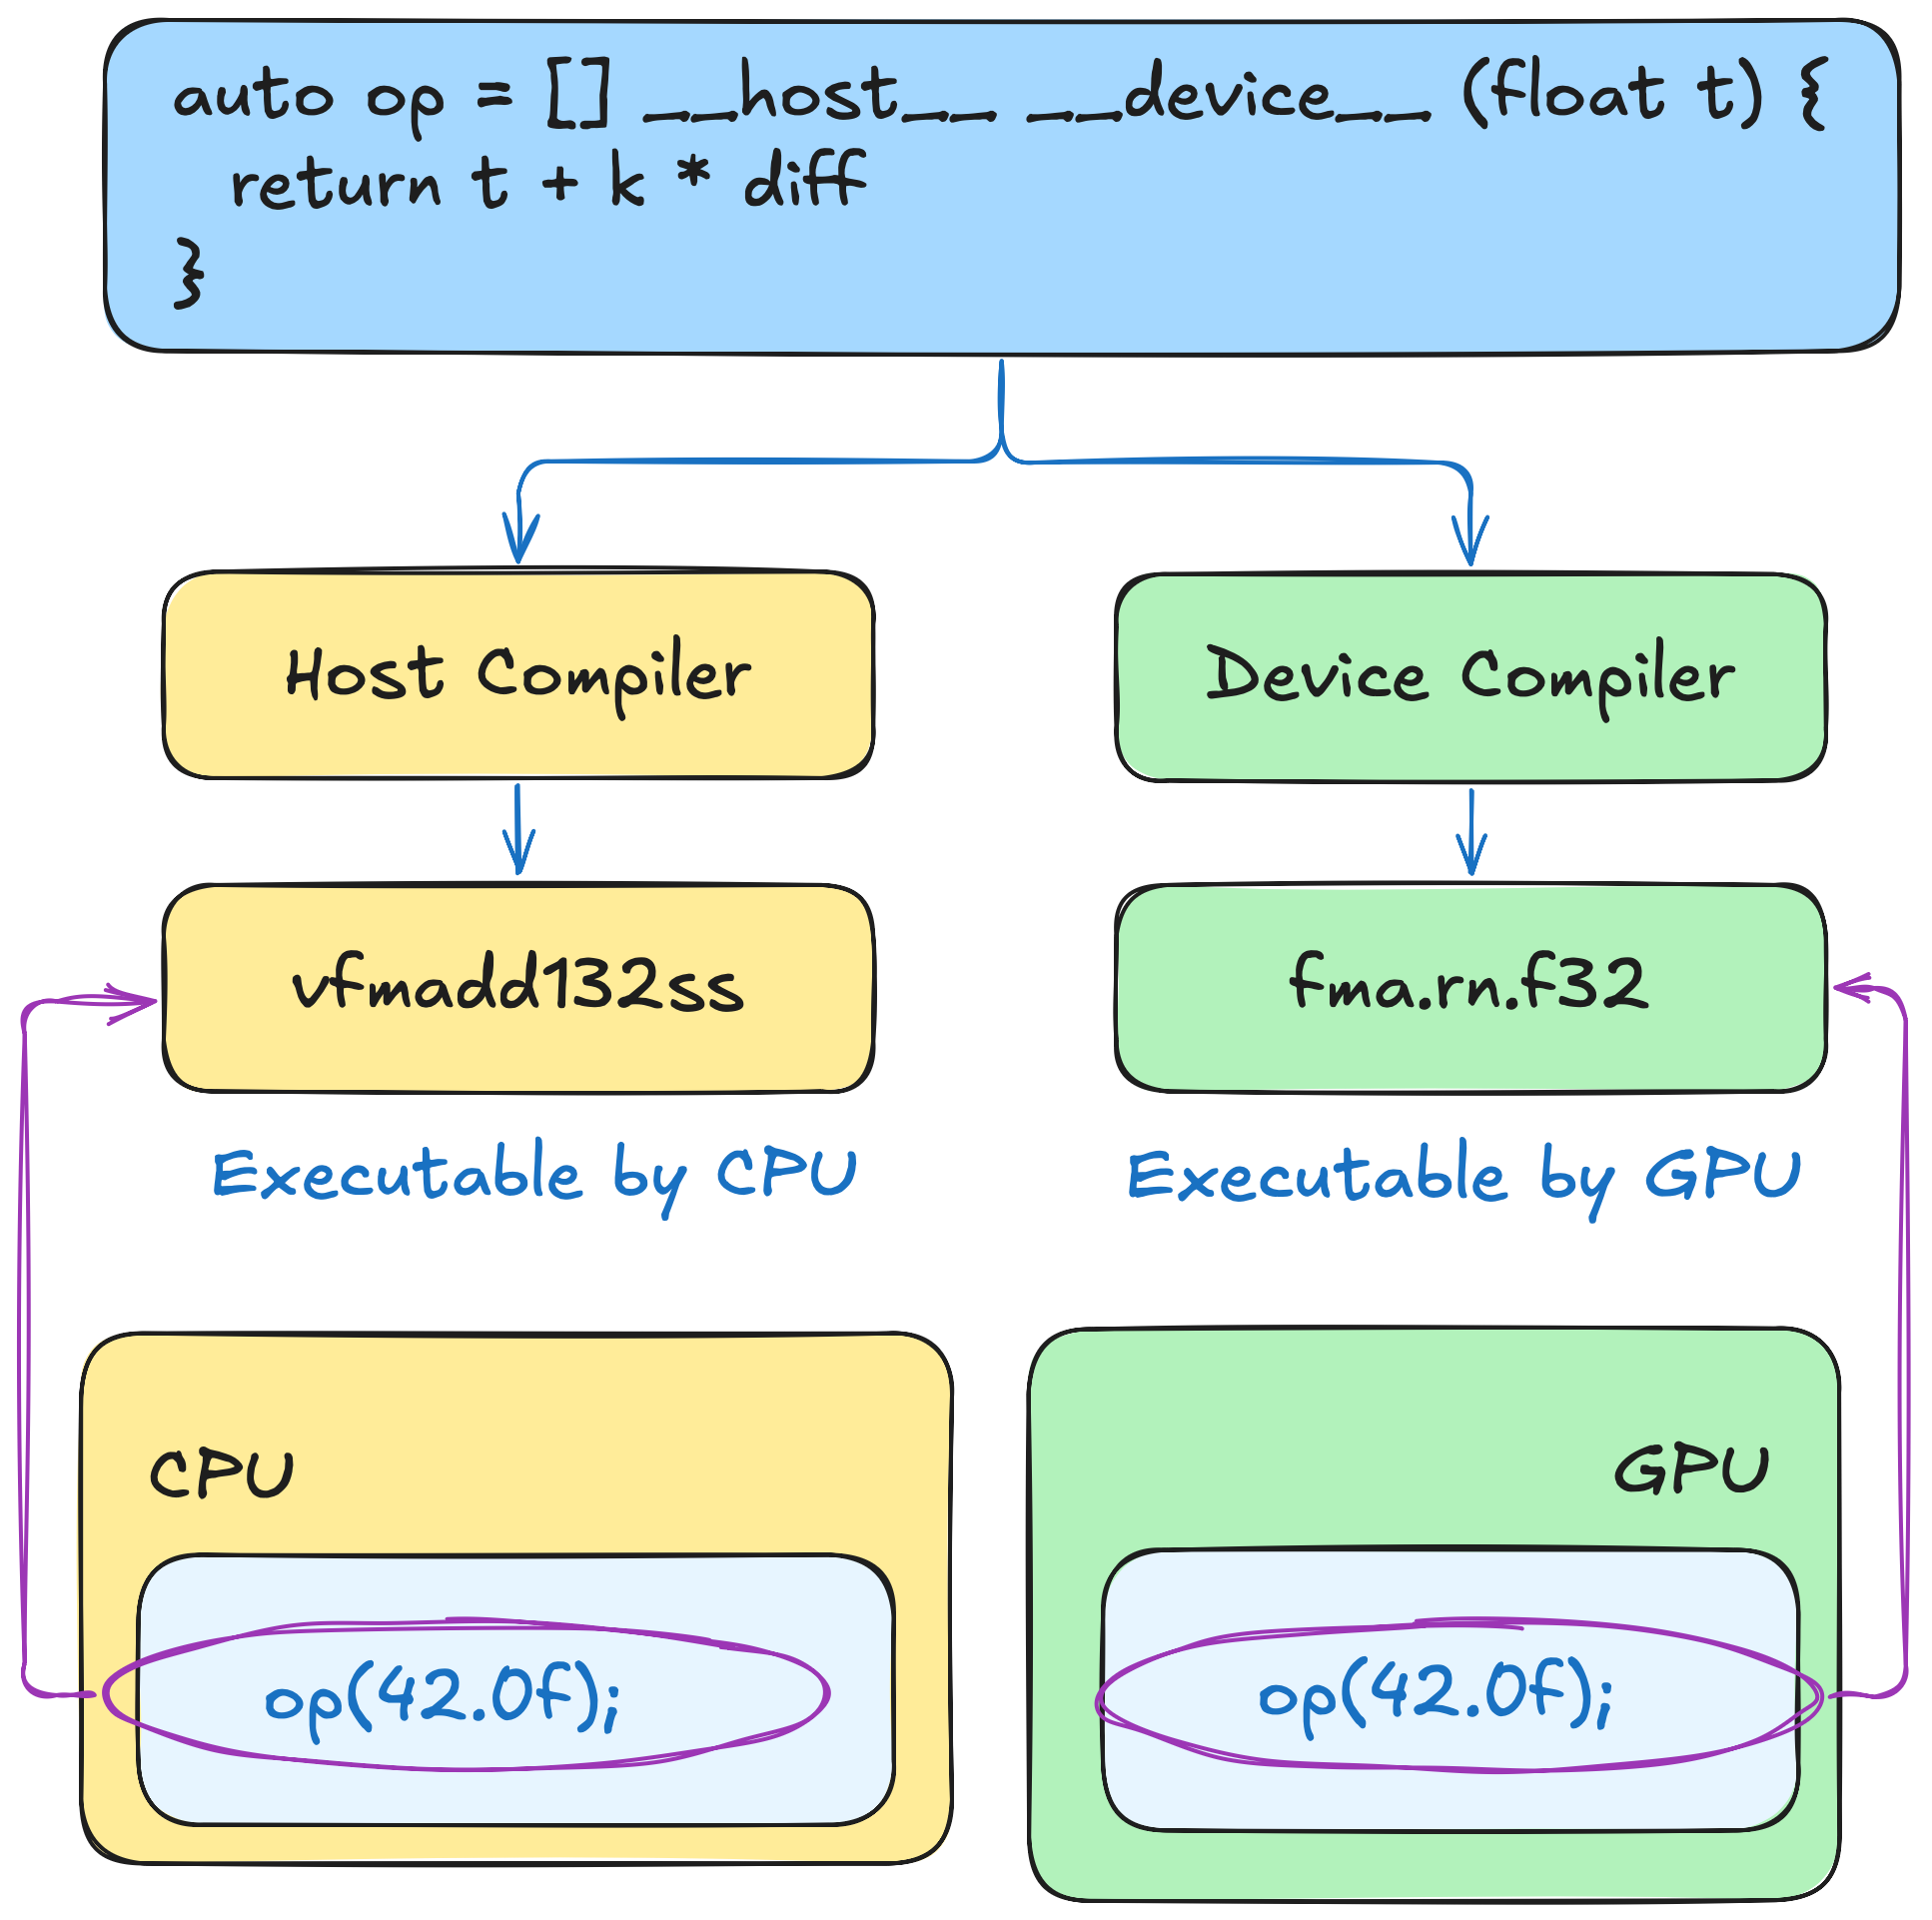 auto op = [] __host__ __device__ (float t) {
return t + k * diff
}
Host Compiler
Device Compiler
vfmadd132ss
fma.rn.f32
Executable by CPU
Executable by GPU
CPU
GPU
op(42.0f);
op(42.0f);